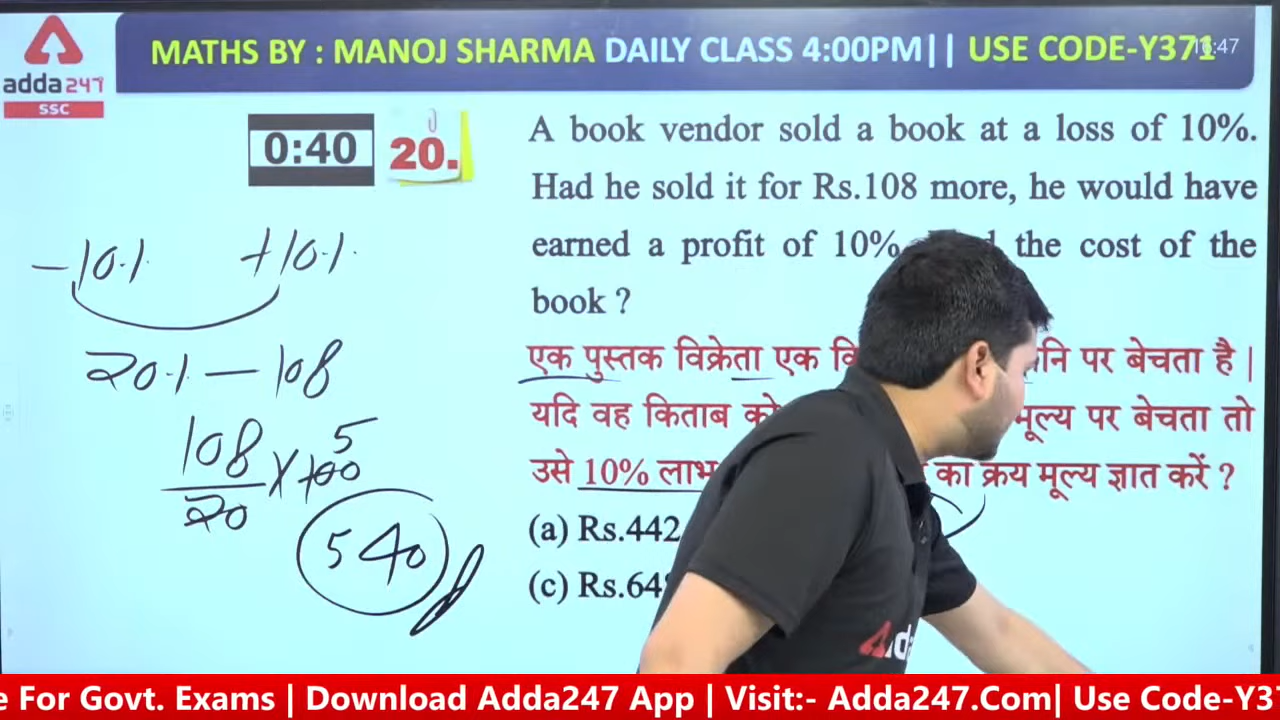 MATHS BY : MANOJ SHARMA DAILY CLASS 4:00PM|| USE CODE-Y371
:47
adda247
SSC
0:40
20.
A book vendor sold a book at a loss of 10%.
Had he sold it for Rs.108 more, he would have
earned a profit of 10% the cost of the
book ?
एक पुस्तक विक्रेता एक पर बेचता है |
यदि वह किताब मूल्य पर बेचता तो
उसे 10% लाभ का क्रय मूल्य ज्ञात करें ?
(a) Rs.442
(c) Rs.64
-10% +10%
20% — 108
108/20 × 100 5
540
For Govt. Exams | Download Adda247 App | Visit:- Adda247.Com| Use Code-Y37